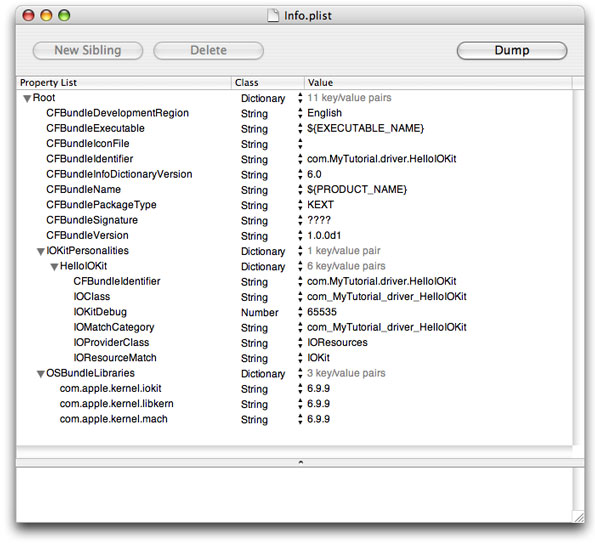 Info.plist
New Sibling Delete Dump
Property List Class Value
Root Dictionary 11 key/value pairs
CFBundleDevelopmentRegion String English
CFBundleExecutable String ${EXECUTABLE_NAME}
CFBundleIconFile String
CFBundleIdentifier String com.MyTutorial.driver.HelloIOKit
CFBundleInfoDictionaryVersion String 6.0
CFBundleName String ${PRODUCT_NAME}
CFBundlePackageType String KEXT
CFBundleSignature String ????
CFBundleVersion String 1.0.0d1
IOKitPersonalities Dictionary 1 key/value pair
HelloIOKit Dictionary 6 key/value pairs
CFBundleIdentifier String com.MyTutorial.driver.HelloIOKit
IOClass String com_MyTutorial_driver_HelloIOKit
IOKitDebug Number 65535
IOMatchCategory String com_MyTutorial_driver_HelloIOKit
IOProviderClass String IOResources
IOResourceMatch String IOKit
OSBundleLibraries Dictionary 3 key/value pairs
com.apple.kernel.iokit String 6.9.9
com.apple.kernel.libkern String 6.9.9
com.apple.kernel.mach String 6.9.9